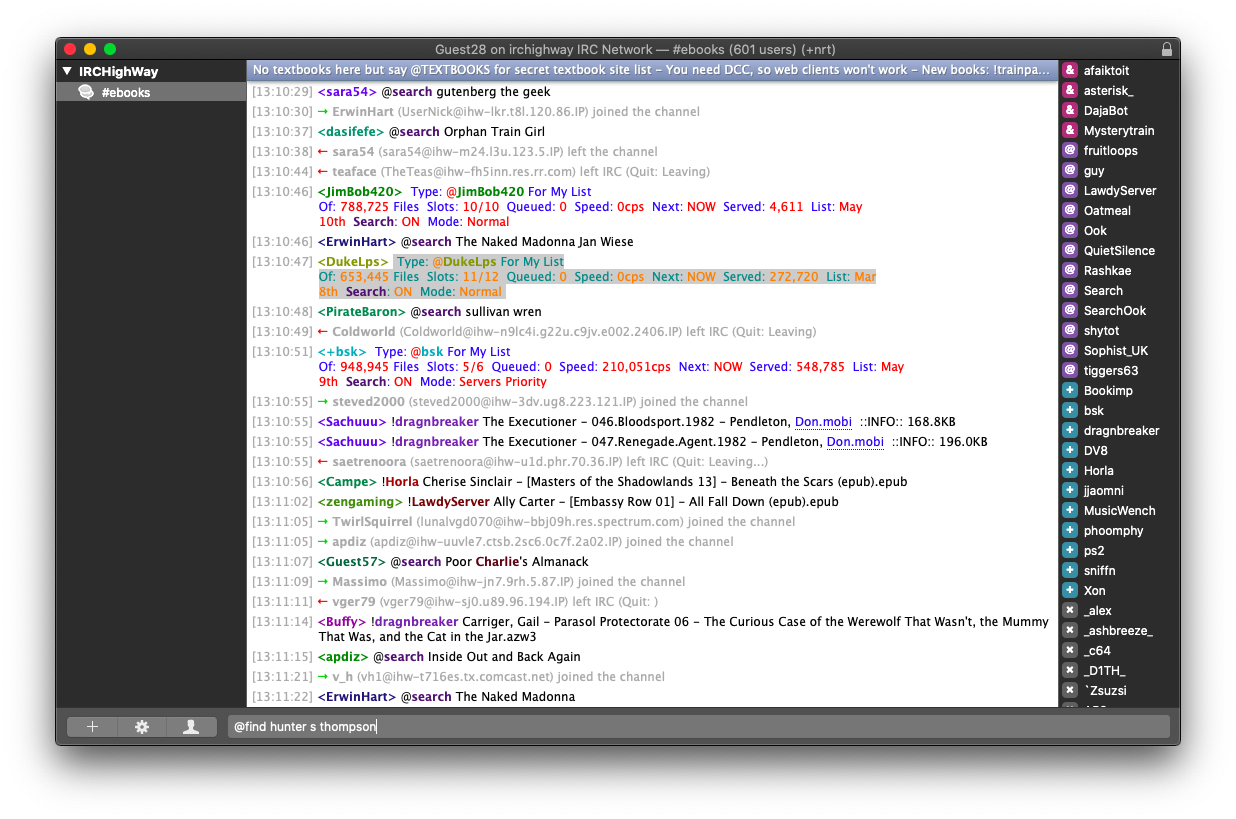 Guest28 on irchighway IRC Network — #ebooks (601 users) (+nrt)
IRCHighWay
#ebooks
No textbooks here but say @TEXTBOOKS for secret textbook site list – You need DCC, so web clients won't work – New books: !trainpa...
[13:10:29] <sara54> @search gutenberg the geek
[13:10:30] → ErwinHart (UserNick@ihw-lkr.t8l.120.86.IP) joined the channel
[13:10:37] <dasifefe> @search Orphan Train Girl
[13:10:38] ← sara54 (sara54@ihw-m24.l3u.123.5.IP) left the channel
[13:10:44] ← teaface (TheTeas@ihw-fh5inn.res.rr.com) left IRC (Quit: Leaving)
[13:10:46] <JimBob420> Type: @JimBob420 For My List
Of: 788,725 Files Slots: 10/10 Queued: 0 Speed: 0cps Next: NOW Served: 4,611 List: May
10th Search: ON Mode: Normal
[13:10:46] <ErwinHart> @search The Naked Madonna Jan Wiese
[13:10:47] <DukeLps> Type: @DukeLps For My List
Of: 653,445 Files Slots: 11/12 Queued: 0 Speed: 0cps Next: NOW Served: 272,720 List: Mar
8th Search: ON Mode: Normal
[13:10:48] <PirateBaron> @search sullivan wren
[13:10:49] ← Coldworld (Coldworld@ihw-n9lc4i.g22u.c9jv.e002.2406.IP) left IRC (Quit: Leaving)
[13:10:51] <+bsk> Type: @bsk For My List
Of: 948,945 Files Slots: 5/6 Queued: 0 Speed: 210,051cps Next: NOW Served: 548,785 List: May
9th Search: ON Mode: Servers Priority
[13:10:55] → steved2000 (steved2000@ihw-3dv.ug8.223.121.IP) joined the channel
[13:10:55] <Sachuuu> !dragnbreaker The Executioner – 046.Bloodsport.1982 – Pendleton, Don.mobi ::INFO:: 168.8KB
[13:10:55] <Sachuuu> !dragnbreaker The Executioner – 047.Renegade.Agent.1982 – Pendleton, Don.mobi ::INFO:: 196.0KB
[13:10:55] ← saetrenoora (saetrenoora@ihw-u1d.phr.70.36.IP) left IRC (Quit: Leaving...)
[13:10:56] <Campe> !Horla Cherise Sinclair – [Masters of the Shadowlands 13] – Beneath the Scars (epub).epub
[13:11:02] <zengaming> !LawdyServer Ally Carter – [Embassy Row 01] – All Fall Down (epub).epub
[13:11:05] → TwirlSquirrel (lunalvgd070@ihw-bbj09h.res.spectrum.com) joined the channel
[13:11:05] → apdiz (apdiz@ihw-uuvle7.ctsb.2sc6.0c7f.2a02.IP) joined the channel
[13:11:07] <Guest57> @search Poor Charlie's Almanack
[13:11:09] → Massimo (Massimo@ihw-jn7.9rh.5.87.IP) joined the channel
[13:11:11] ← vger79 (vger79@ihw-sj0.u89.96.194.IP) left IRC (Quit: )
[13:11:14] <Buffy> !dragnbreaker Carriger, Gail – Parasol Protectorate 06 – The Curious Case of the Werewolf That Wasn't, the Mummy
That Was, and the Cat in the Jar.azw3
[13:11:15] <apdiz> @search Inside Out and Back Again
[13:11:21] → v_h (vh1@ihw-t716es.tx.comcast.net) joined the channel
[13:11:22] <ErwinHart> @search The Naked Madonna
& afaiktoit
& asterisk_
& DajaBot
& Mysterytrain
@ fruitloops
@ guy
@ LawdyServer
@ Oatmeal
@ Ook
@ QuietSilence
@ Rashkae
@ Search
@ SearchOok
@ shytot
@ Sophist_UK
@ tiggers63
+ Bookimp
+ bsk
+ dragnbreaker
+ DV8
+ Horla
+ jjaomni
+ MusicWench
+ phoomphy
+ ps2
+ sniffn
+ Xon
× _alex
× _ashbreeze_
× _c64
× _D1TH_
× `Zsuzsi
@find hunter s thompson